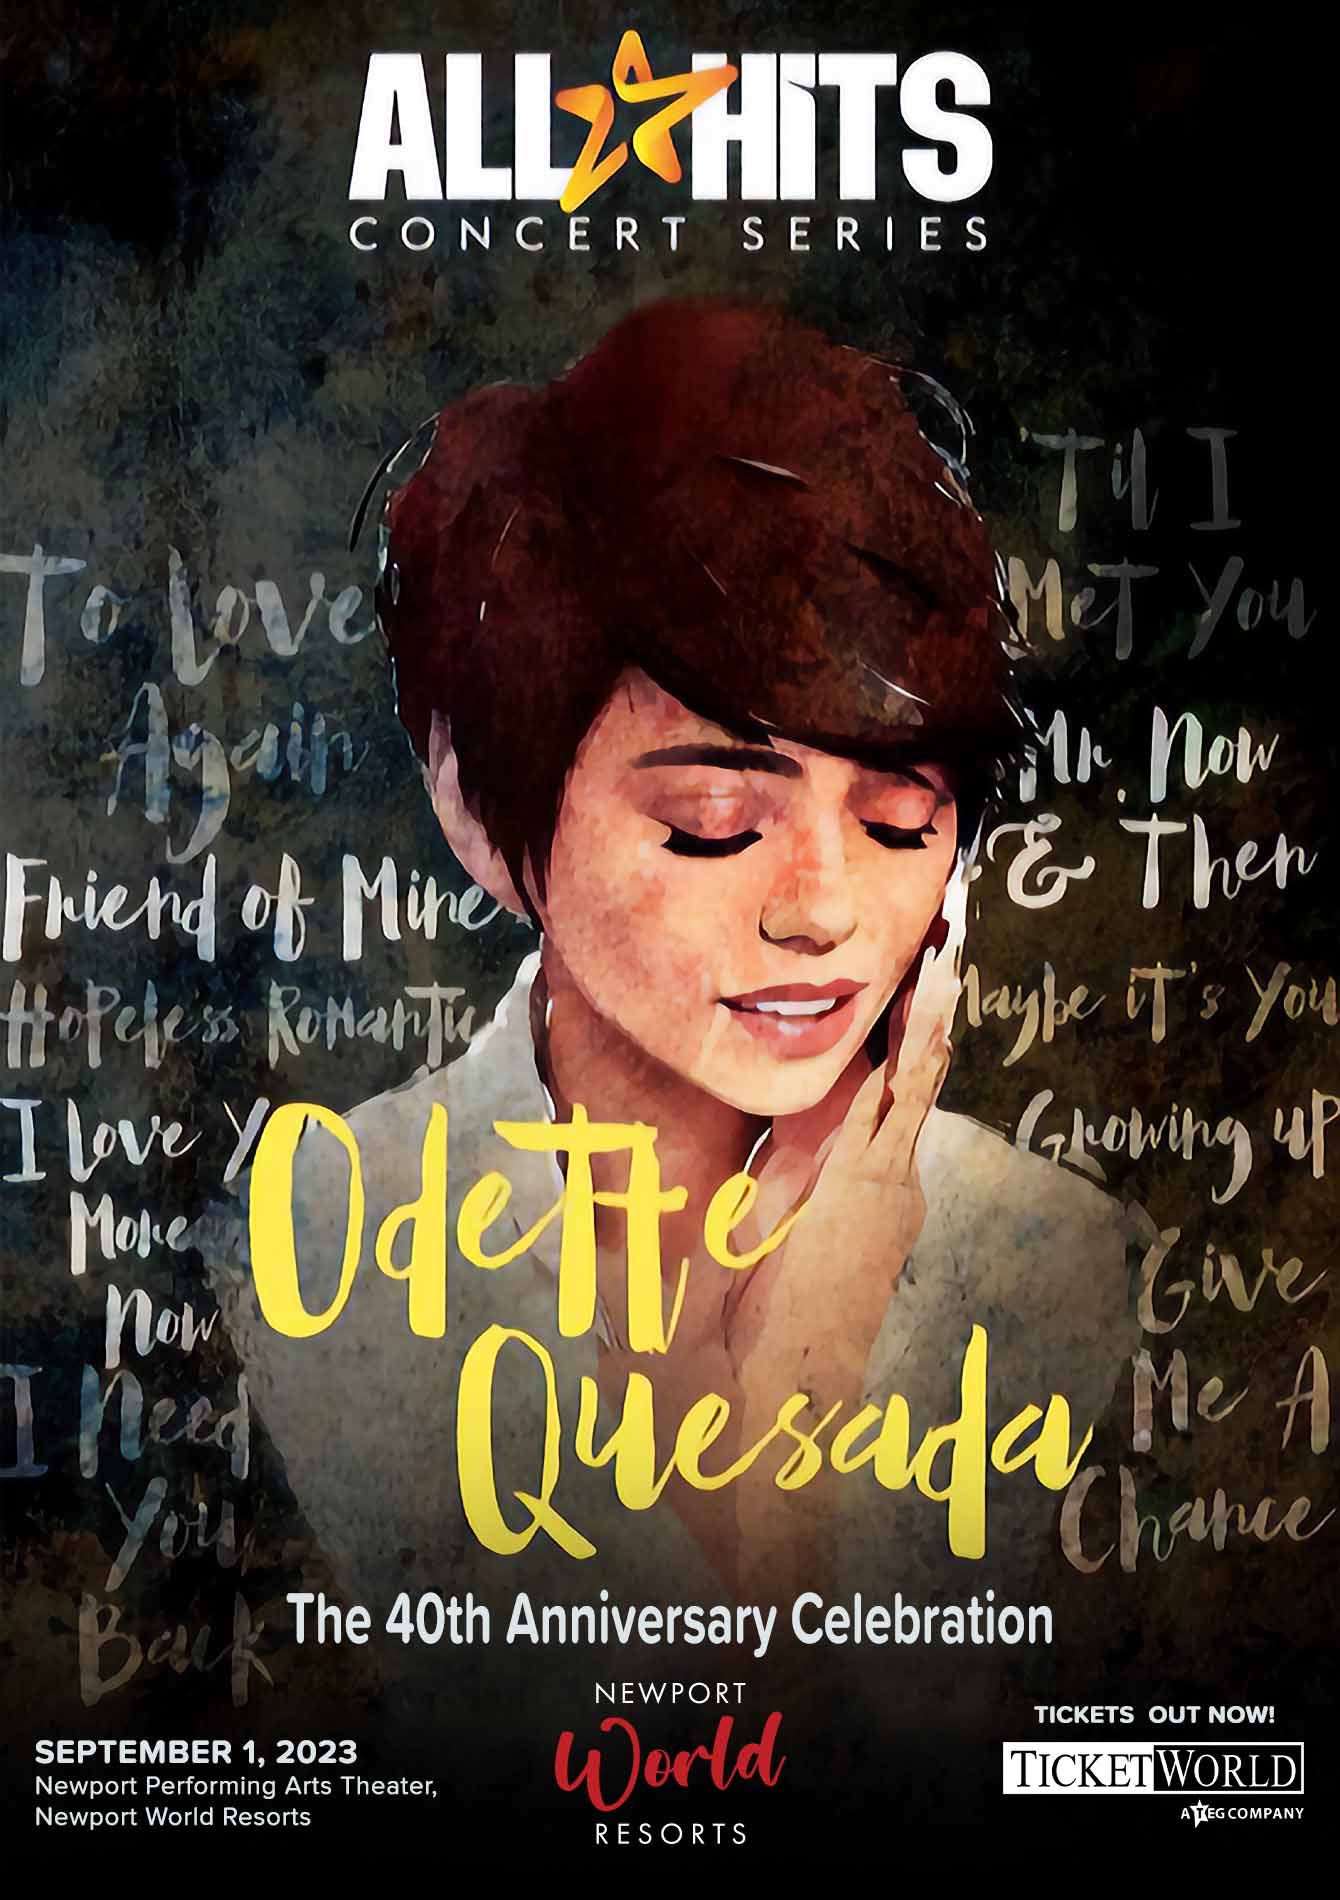 ALL HITS
CONCERT SERIES
To Love
Again
Friend of Mine
Hopeless Romantic
I love Y
More
Now
I Need
You
Back
'Til I
Met You
Mr. Now
& Then
Maybe it's You
Growing up
Give
Me A
Chance
Odette
Quesada
The 40th Anniversary Celebration
SEPTEMBER 1, 2023
Newport Performing Arts Theater,
Newport World Resorts
NEWPORT
World
RESORTS
TICKETS OUT NOW!
TICKETWORLD
A TEG COMPANY